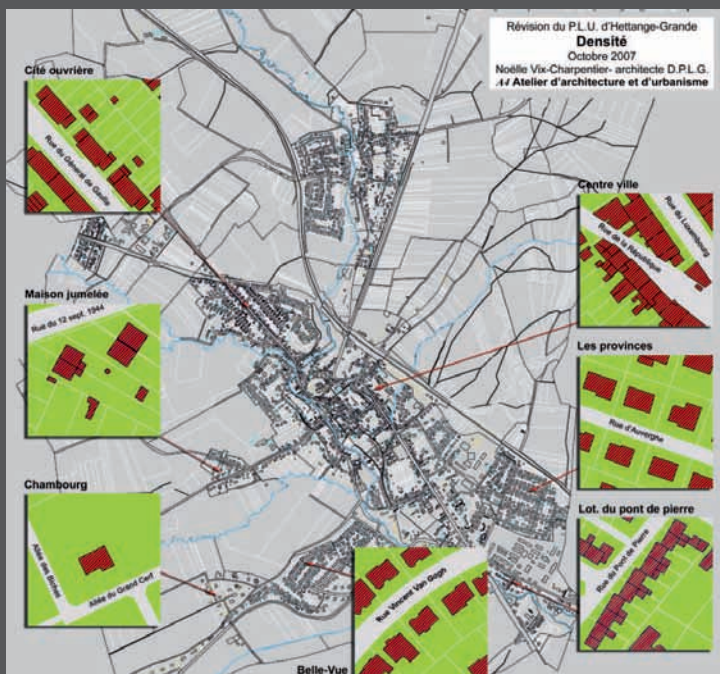 Révision du P.L.U. d'Hettange-Grande
Densité
Octobre 2007
Noëlle Vix-Charpentier- architecte D.P.L.G.
A4 Atelier d'architecture et d'urbanisme
Cité ouvrière
Rue du Général de Gaulle
Centre ville
Rue du Luxembourg
Rue de la République
Maison jumelée
Rue du 12 sept. 1944
Les provinces
Rue d'Auvergne
Chambourg
Allée des Biches
Allée du Grand Cerf
Lot. du pont de pierre
Rue du Pont de Pierre
Rue Vincent Van Gogh
Belle-Vue